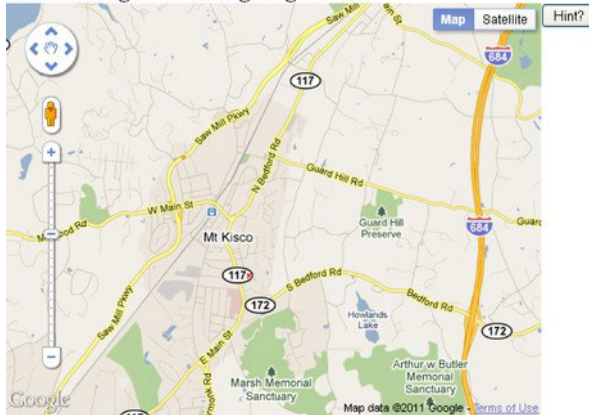 Saw Mill
Main St
Map
Satellite
Hint?
684
117
Saw Mill Pkwy
N Bedford Rd
Guard Hill Rd
W Main St
Guard
Guard Hill
Preserve
684
Mt Kisco
117
S Bedford Rd
172
Bedford Rd
Saw Mill Pkwy
Howlands
Lake
172
E Main St
Arthur w Butler
Memorial
Sanctuary
Marsh Memorial
Sanctuary
Google
Map data ©2011 Google - Terms of Use